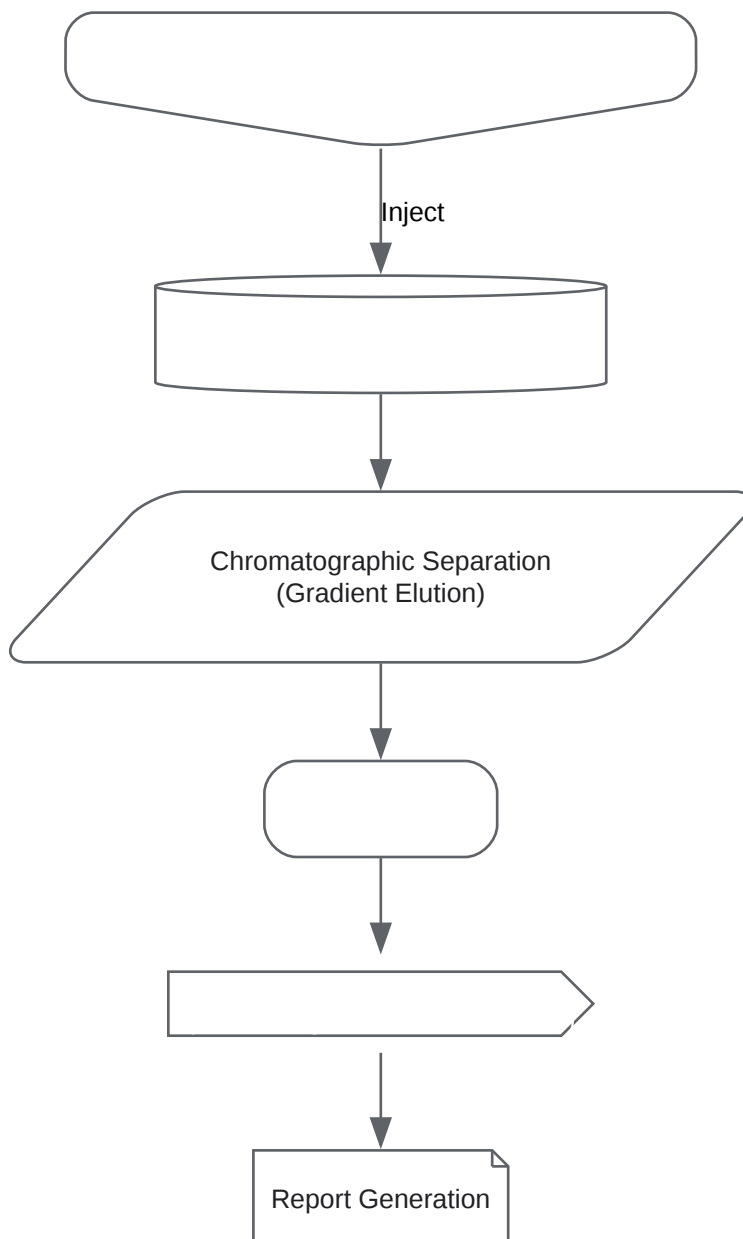 Inject
Chromatographic Separation
(Gradient Elution)
Report Generation